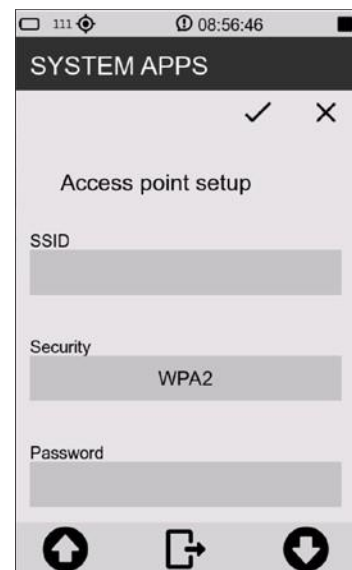 111 08:56:46
SYSTEM APPS
Access point setup
SSID
Security
WPA2
Password